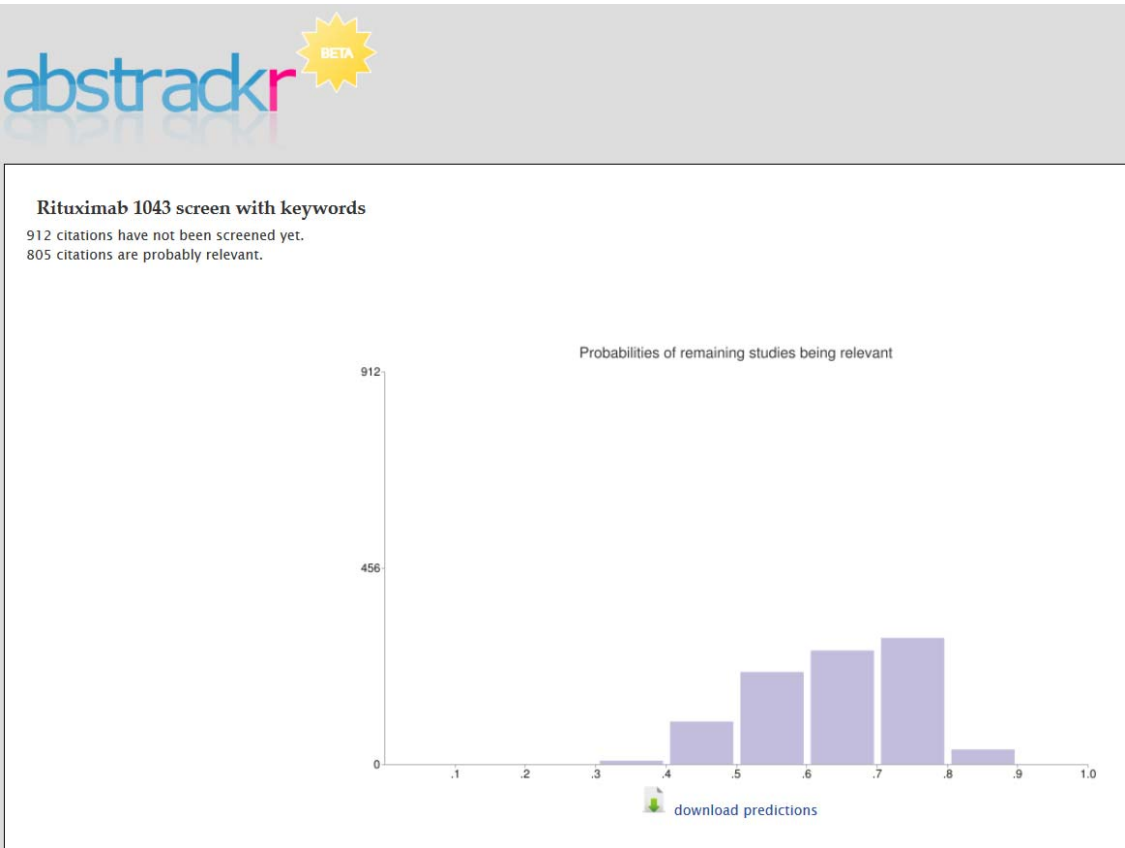 abstrackr
BETA
Rituximab 1043 screen with keywords
912 citations have not been screened yet.
805 citations are probably relevant.
Probabilities of remaining studies being relevant
912
456
0
.1 .2 .3 .4 .5 .6 .7 .8 .9 1.0
download predictions